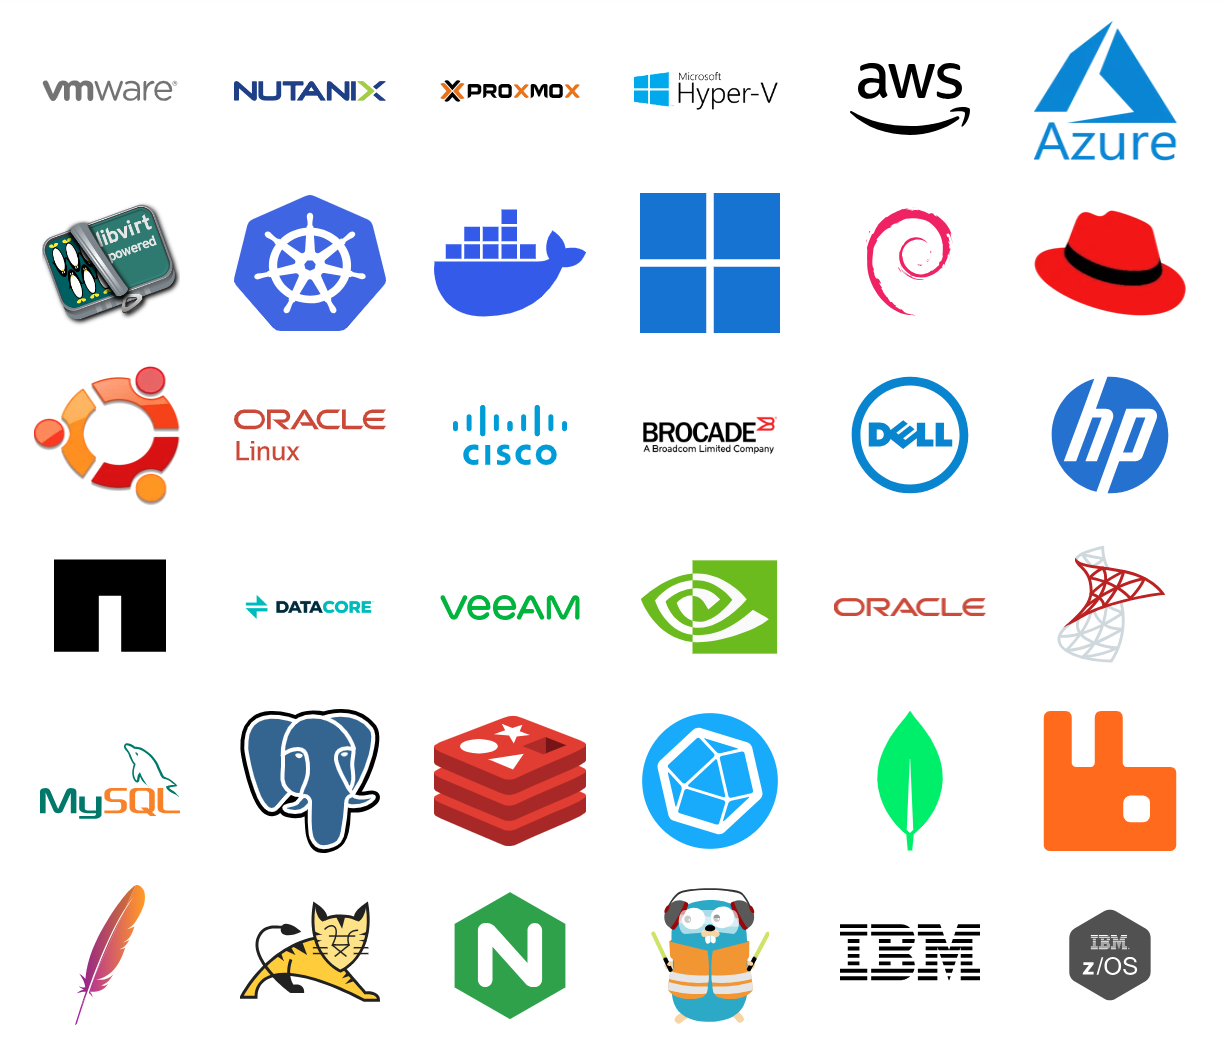 vmware®
NUTANIX
PROXMOX
Microsoft
Hyper-V
aws
Azure
libvirt
powered
ORACLE
Linux
CISCO
BROCADE
A Broadcom Limited Company
DELL
hp
DATACORE
veeAM
ORACLE
MySQL
N
IBM
IBM
z/OS